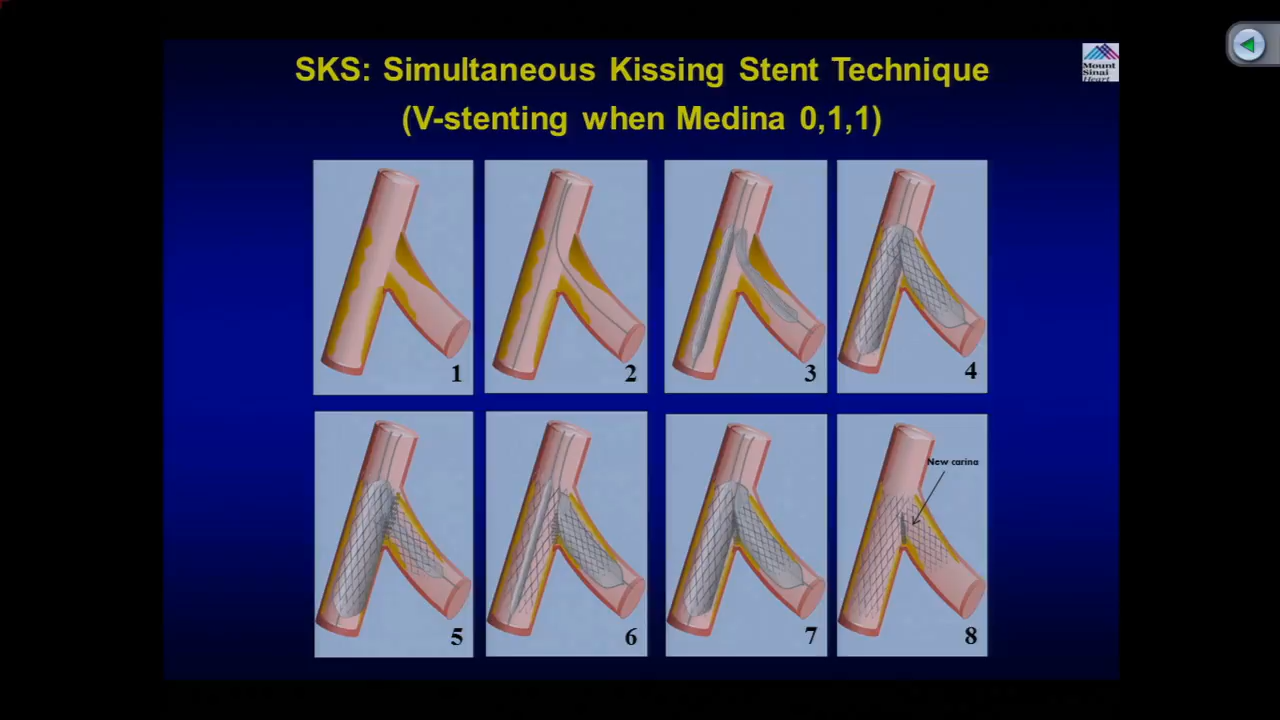 SKS: Simultaneous Kissing Stent Technique
(V-stenting when Medina 0,1,1)
Mount
Sinai
Heart
1
2
3
4
New carina
5
6
7
8